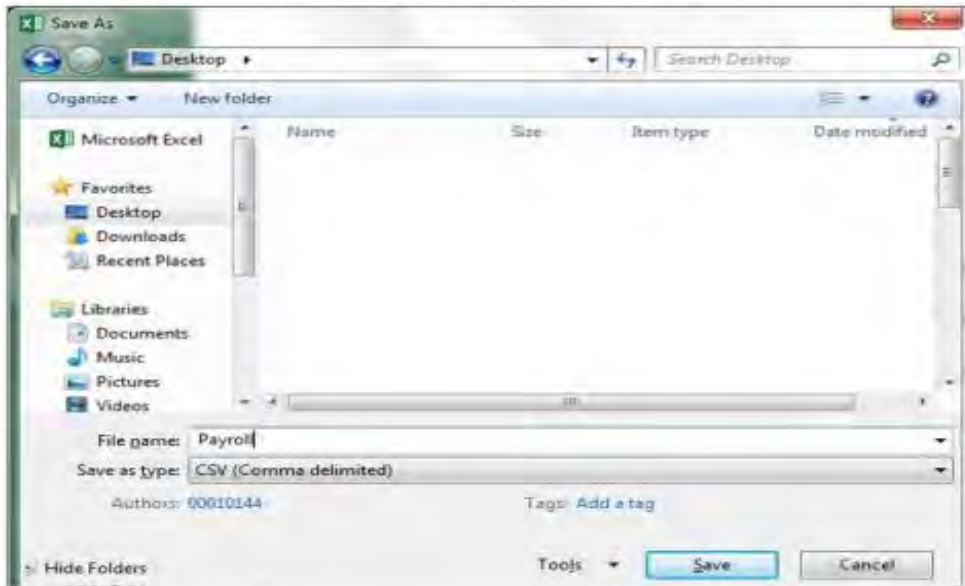 Save As
Desktop
Search Desktop
Organize
New folder
Name Size Item type Date modified
Microsoft Excel
Favorites
Desktop
Downloads
Recent Places
Libraries
Documents
Music
Pictures
Videos
File name: Payroll
Save as type: CSV (Comma delimited)
Authors: 00010144 Tags: Add a tag
Hide Folders Tools Save Cancel